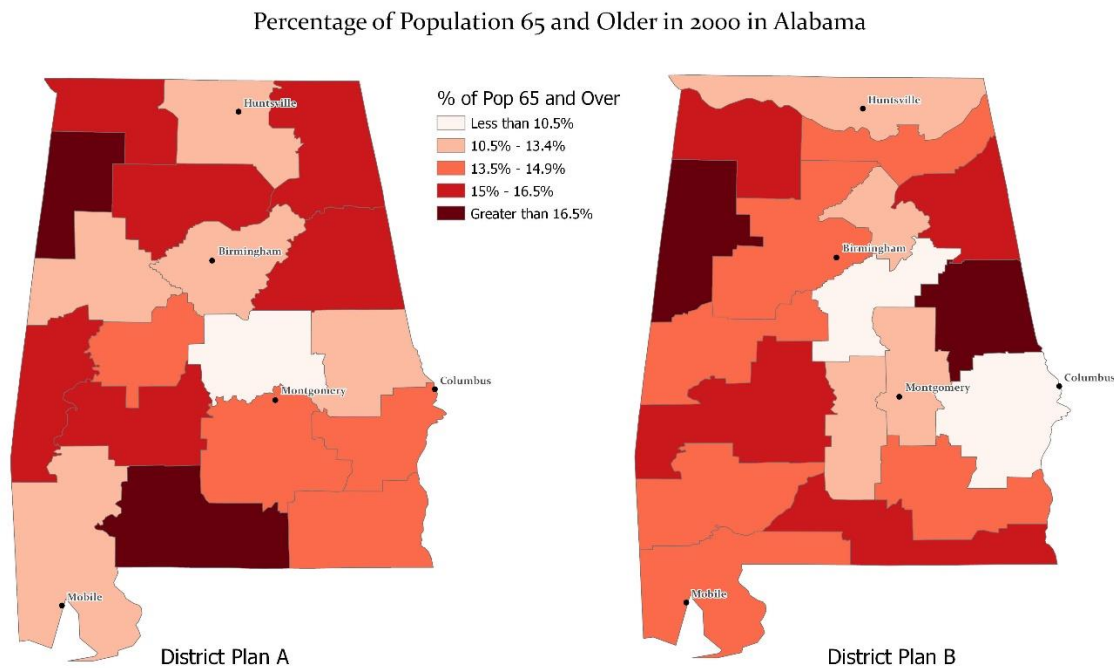 Percentage of Population 65 and Older in 2000 in Alabama
Huntsville
Birmingham
Montgomery
Columbus
Mobile
District Plan A
% of Pop 65 and Over
Less than 10.5%
10.5% - 13.4%
13.5% - 14.9%
15% - 16.5%
Greater than 16.5%
Huntsville
Birmingham
Columbus
Montgomery
Mobile
District Plan B